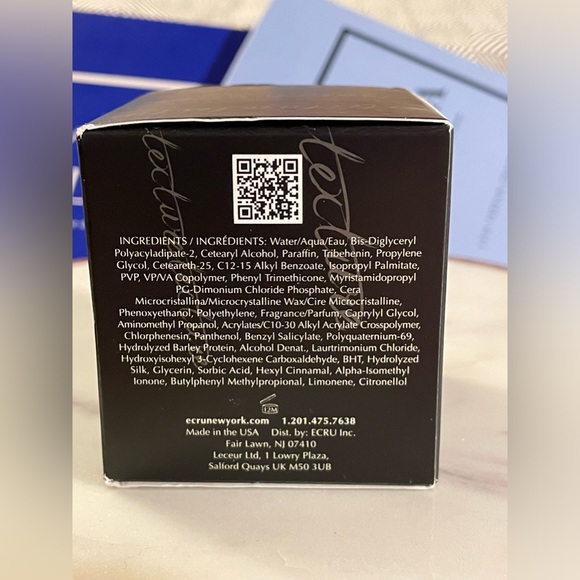 texture
texture
INGREDIENTS / INGRÉDIENTS: Water/Aqua/Eau, Bis-Diglyceryl
Polyacyladipate-2, Cetearyl Alcohol, Paraffin, Tribehenin, Propylene
Glycol, Ceteareth-25, C12-15 Alkyl Benzoate, Isopropyl Palmitate,
PVP, VP/VA Copolymer, Phenyl Trimethicone, Myristamidopropyl
PG-Dimonium Chloride Phosphate, Cera
Microcristallina/Microcrystalline Wax/Cire Microcristalline,
Phenoxyethanol, Polyethylene, Fragrance/Parfum, Caprylyl Glycol,
Aminomethyl Propanol, Acrylates/C10-30 Alkyl Acrylate Crosspolymer,
Chlorphenesin, Panthenol, Benzyl Salicylate, Polyquaternium-69,
Hydrolyzed Barley Protein, Alcohol Denat., Laurtrimonium Chloride,
Hydroxyisohexyl 3-Cyclohexene Carboxaldehyde, BHT, Hydrolyzed
Silk, Glycerin, Sorbic Acid, Hexyl Cinnamal, Alpha-Isomethyl
Ionone, Butylphenyl Methylpropional, Limonene, Citronellol
12M
ecrunewyork.com 1.201.475.7638
Made in the USA Dist. by: ECRU Inc.
Fair Lawn, NJ 07410
Leceur Ltd, 1 Lowry Plaza,
Salford Quays UK M50 3UB